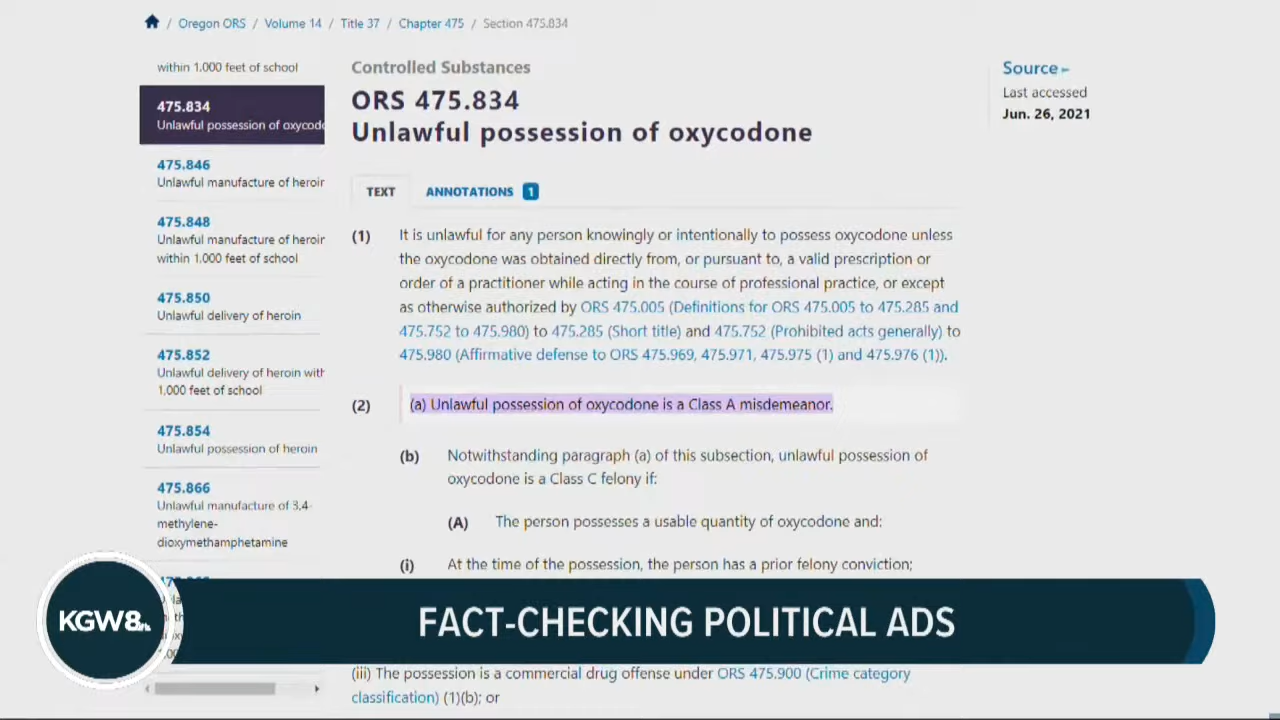 / Oregon ORS / Volume 14 / Title 37 / Chapter 475 / Section 475.834
within 1.000 feet of school
475.834
Unlawful possession of oxycod
475.846
Unlawful manufacture of heroin
475.848
Unlawful manufacture of heroin
within 1.000 feet of school
475.850
Unlawful delivery of heroin
475.852
Unlawful delivery of heroin with
1.000 feet of school
475.854
Unlawful possession of heroin
475.866
Unlawful manufacture of 3,4-
methylene-
dioxymethamphetamine
Controlled Substances
ORS 475.834
Unlawful possession of oxycodone
TEXT ANNOTATIONS 1
(1) It is unlawful for any person knowingly or intentionally to possess oxycodone unless
the oxycodone was obtained directly from, or pursuant to, a valid prescription or
order of a practitioner while acting in the course of professional practice, or except
as otherwise authorized by ORS 475.005 (Definitions for ORS 475.005 to 475.285 and
475.752 to 475.980) to 475.285 (Short title) and 475.752 (Prohibited acts generally) to
475.980 (Affirmative defense to ORS 475.969, 475.971, 475.975 (1) and 475.976 (1)).
(2) (a) Unlawful possession of oxycodone is a Class A misdemeanor.
(b) Notwithstanding paragraph (a) of this subsection, unlawful possession of
oxycodone is a Class C felony if:
(A) The person possesses a usable quantity of oxycodone and:
(i) At the time of the possession, the person has a prior felony conviction;
(iii) The possession is a commercial drug offense under ORS 475.900 (Crime category
classification) (1)(b); or
Source
Last accessed
Jun. 26, 2021
KGW8
FACT-CHECKING POLITICAL ADS